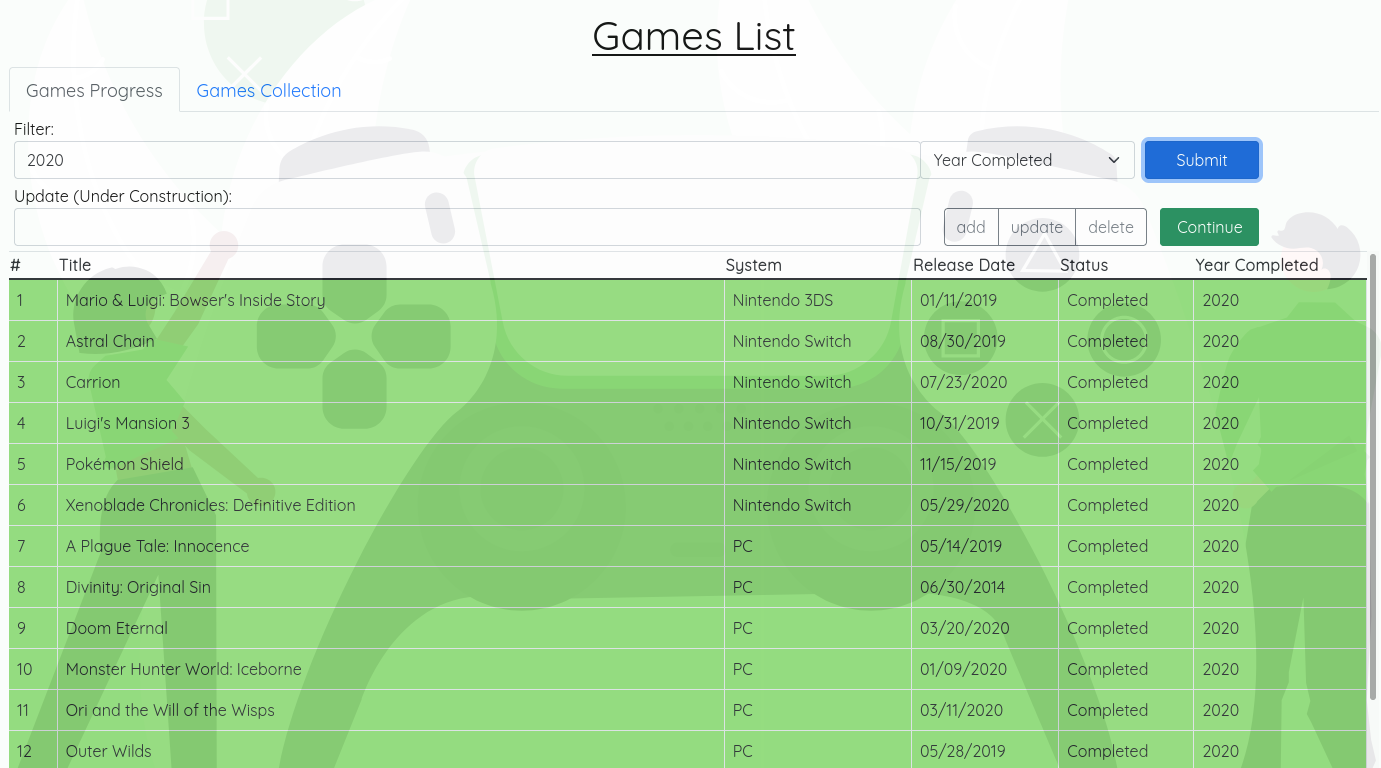 Games List
Games Progress Games Collection
Filter:
2020 Year Completed Submit
Update (Under Construction):
add update delete Continue
# Title System Release Date Status Year Completed
1 Mario & Luigi: Bowser's Inside Story Nintendo 3DS 01/11/2019 Completed 2020
2 Astral Chain Nintendo Switch 08/30/2019 Completed 2020
3 Carrion Nintendo Switch 07/23/2020 Completed 2020
4 Luigi's Mansion 3 Nintendo Switch 10/31/2019 Completed 2020
5 Pokémon Shield Nintendo Switch 11/15/2019 Completed 2020
6 Xenoblade Chronicles: Definitive Edition Nintendo Switch 05/29/2020 Completed 2020
7 A Plague Tale: Innocence PC 05/14/2019 Completed 2020
8 Divinity: Original Sin PC 06/30/2014 Completed 2020
9 Doom Eternal PC 03/20/2020 Completed 2020
10 Monster Hunter World: Iceborne PC 01/09/2020 Completed 2020
11 Ori and the Will of the Wisps PC 03/11/2020 Completed 2020
12 Outer Wilds PC 05/28/2019 Completed 2020